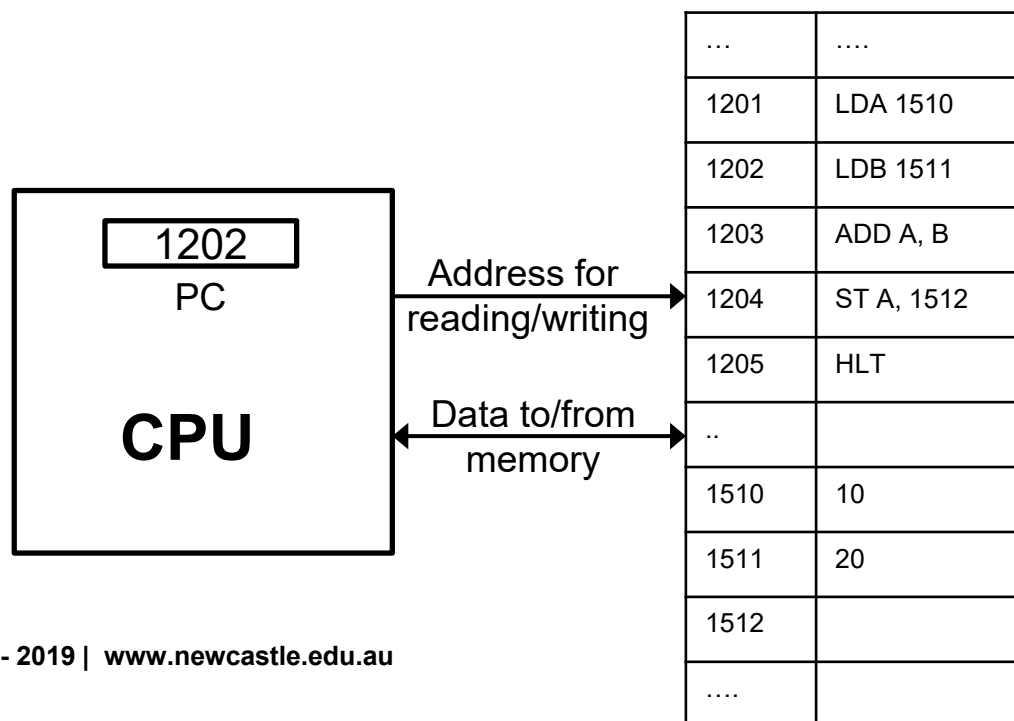 … ….
1201 LDA 1510
1202 LDB 1511
1203 ADD A, B
1204 ST A, 1512
1205 HLT
..
1510 10
1511 20
1512
….
1202
PC
CPU
Address for
reading/writing
Data to/from
memory
- 2019 | www.newcastle.edu.au